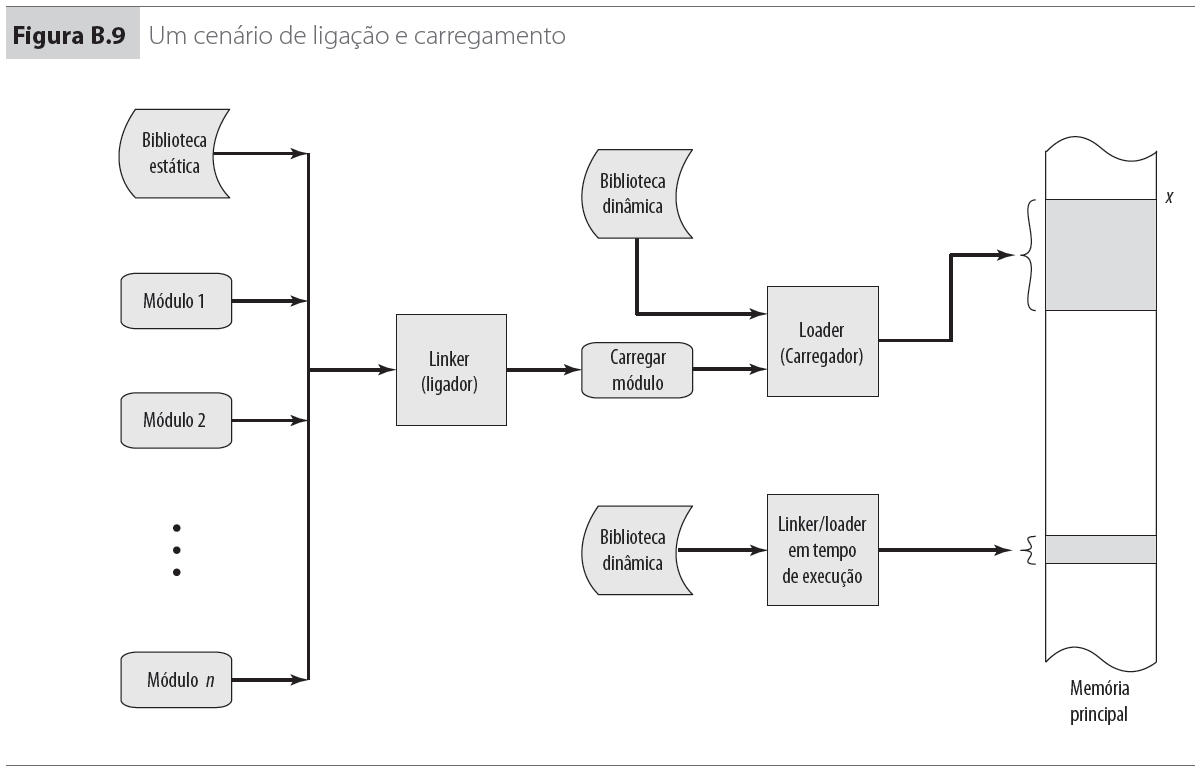 Figura B.9 Um cenário de ligação e carregamento
Biblioteca
estática
Módulo 1
Módulo 2
Módulo n
Linker
(ligador)
Biblioteca
dinâmica
Carregar
módulo
Loader
(Carregador)
Biblioteca
dinâmica
Linker/loader
em tempo
de execução
x
Memória
principal